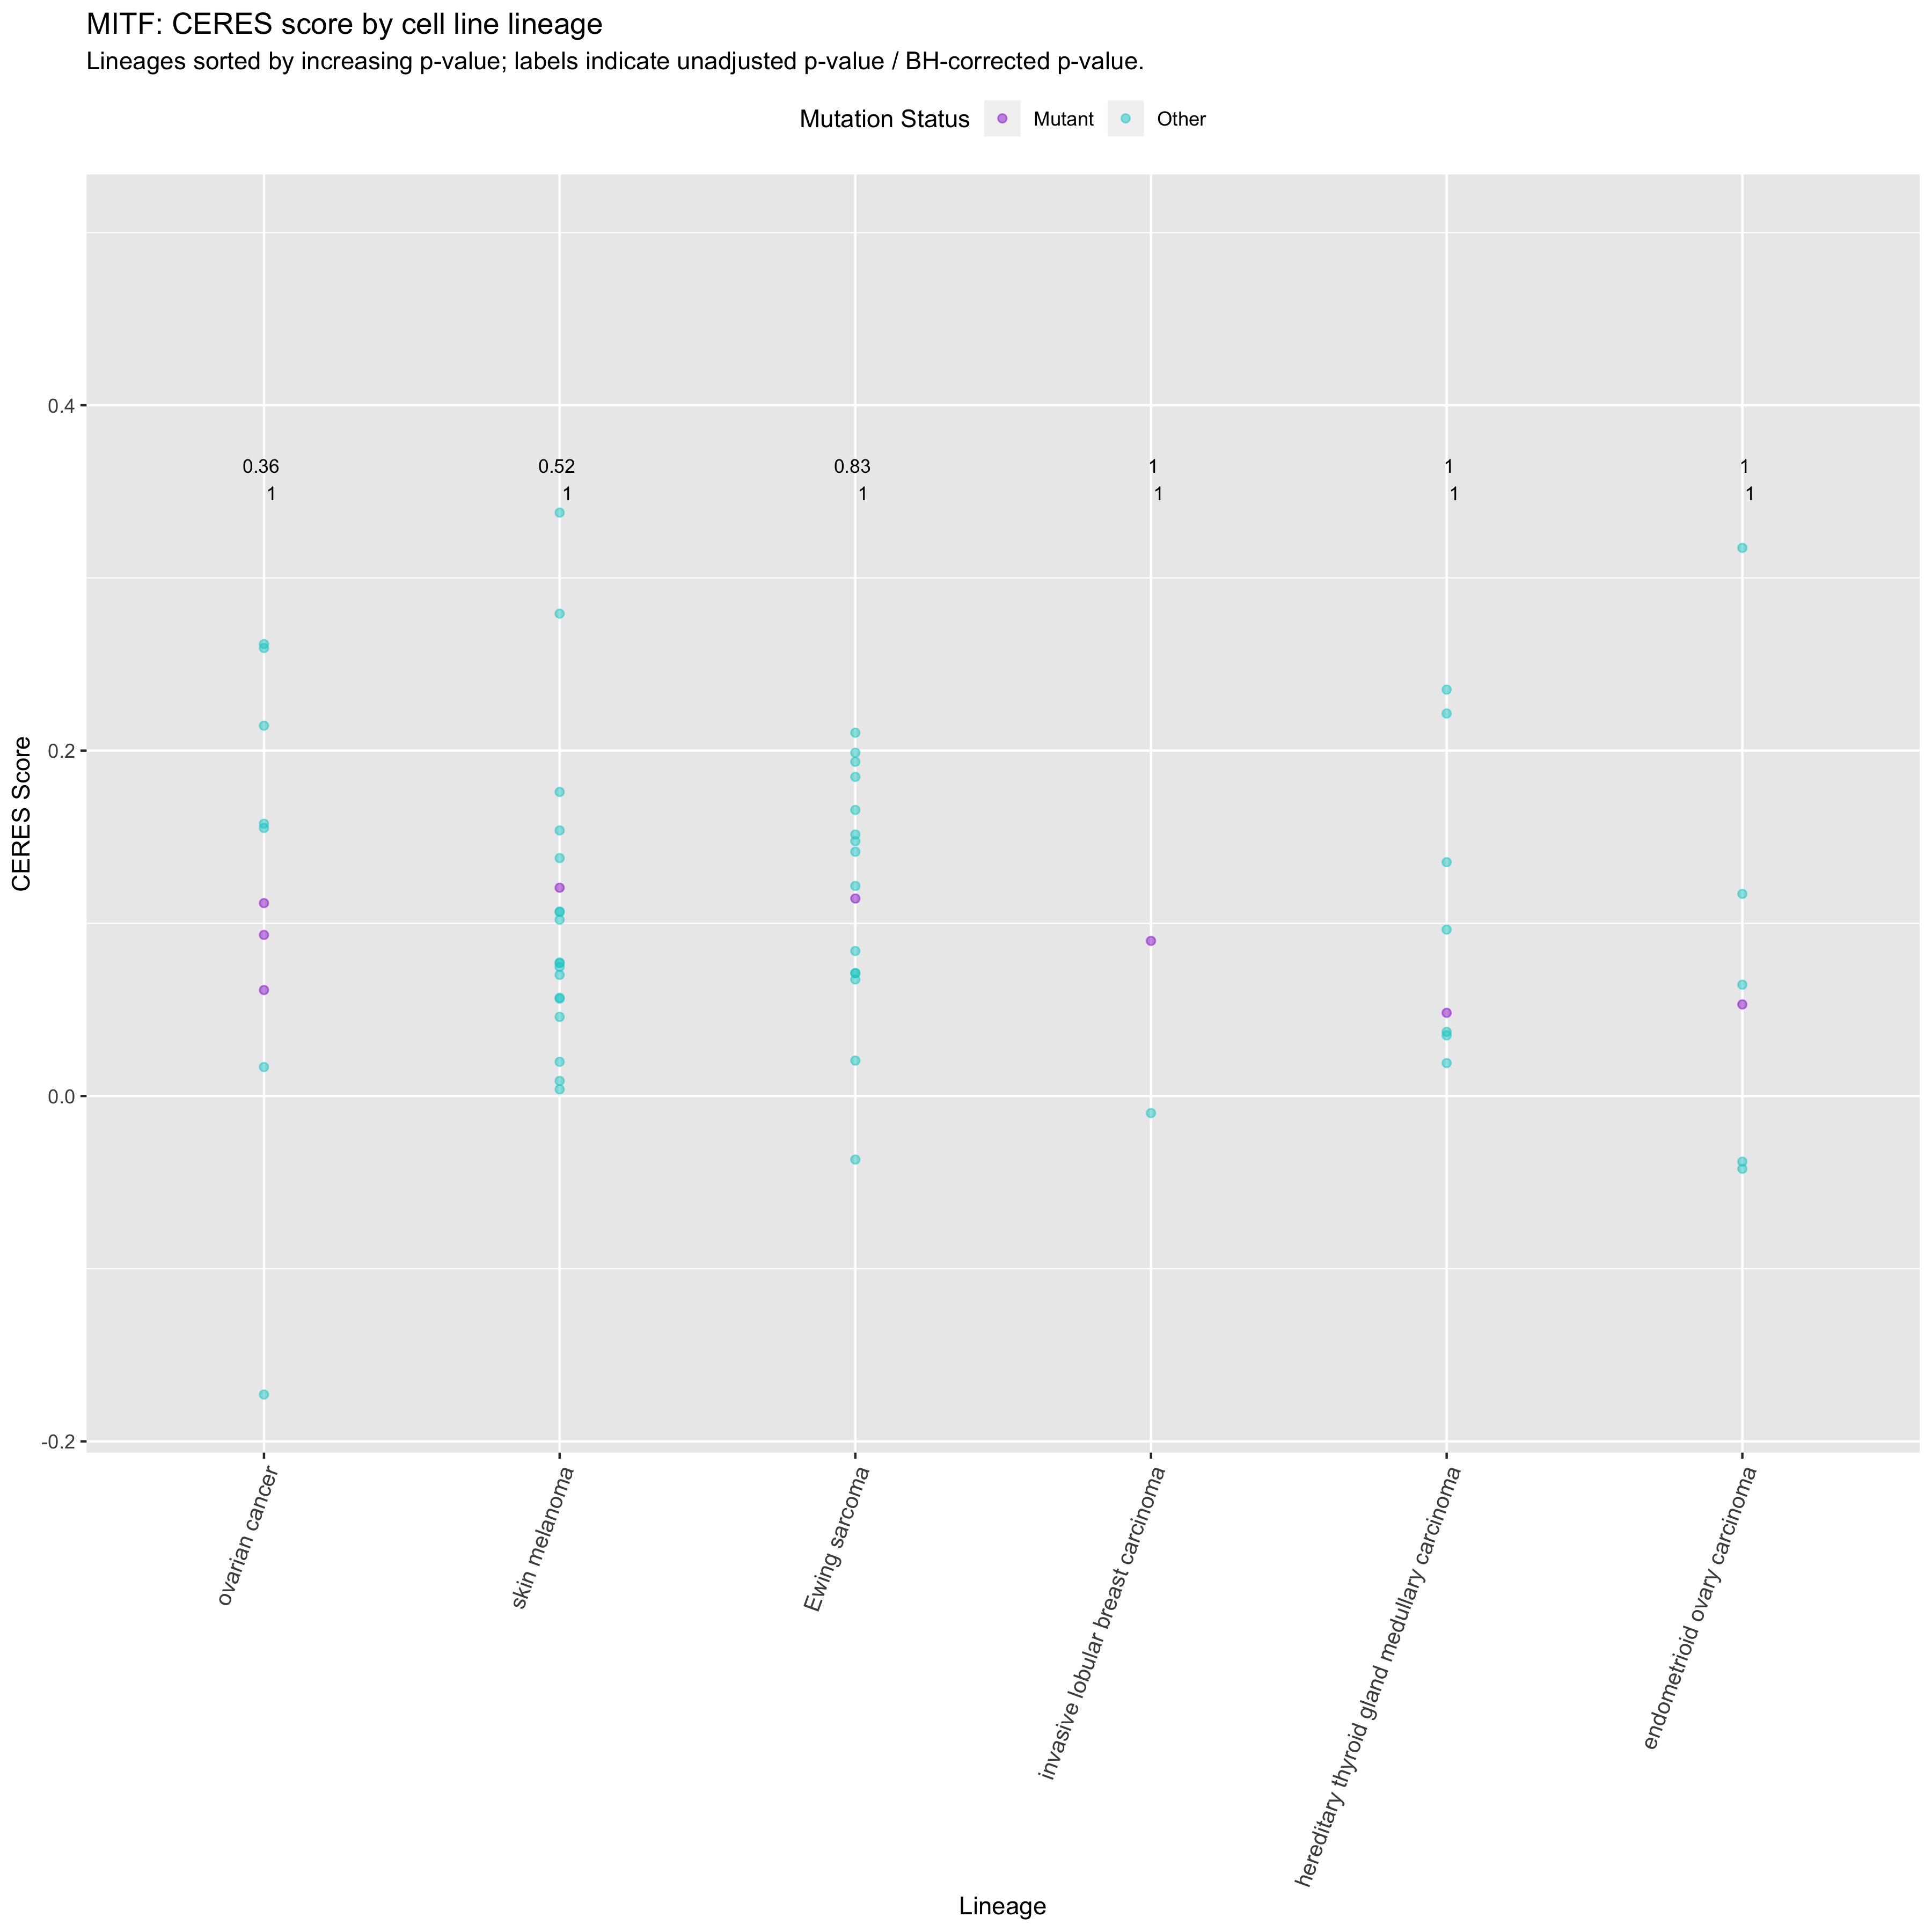 MITF: CERES score by cell line lineage
Lineages sorted by increasing p-value; labels indicate unadjusted p-value / BH-corrected p-value.
Mutation Status Mutant Other
0.4
0.36 0.52 0.83 1 1 1
1 1 1 1 1 1
0.2
CERES Score
0.0
-0.2
ovarian cancer
skin melanoma
Ewing sarcoma
invasive lobular breast carcinoma
hereditary thyroid gland medullary carcinoma
endometrioid ovary carcinoma
Lineage